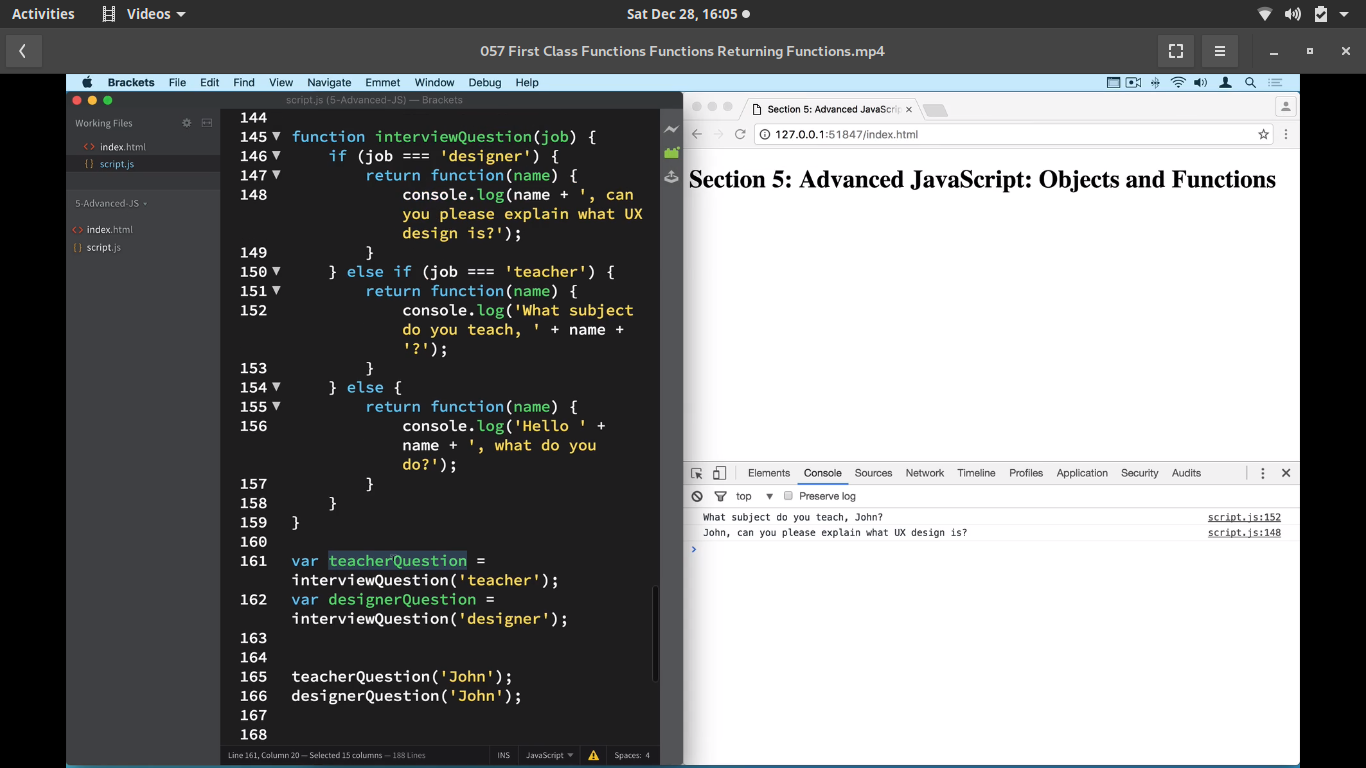 Activities Videos Sat Dec 28, 16:05
057 First Class Functions Functions Returning Functions.mp4
Brackets File Edit Find View Navigate Emmet Window Debug Help
script.js (5-Advanced-JS) — Brackets
Working Files
<> index.html
{} script.js
5-Advanced-JS
<> index.html
{} script.js
144
145 function interviewQuestion(job) {
146 if (job === 'designer') {
147 return function(name) {
148 console.log(name + ', can
you please explain what UX
design is?');
149 }
150 } else if (job === 'teacher') {
151 return function(name) {
152 console.log('What subject
do you teach, ' + name +
'?');
153 }
154 } else {
155 return function(name) {
156 console.log('Hello ' +
name + ', what do you
do?');
157 }
158 }
159 }
160
161 var teacherQuestion =
interviewQuestion('teacher');
162 var designerQuestion =
interviewQuestion('designer');
163
164
165 teacherQuestion('John');
166 designerQuestion('John');
167
168
Line 161, Column 20 — Selected 15 columns — 188 Lines INS JavaScript Spaces: 4
Section 5: Advanced JavaScri
127.0.0.1:51847/index.html
Section 5: Advanced JavaScript: Objects and Functions
Elements Console Sources Network Timeline Profiles Application Security Audits
top Preserve log
What subject do you teach, John? script.js:152
John, can you please explain what UX design is? script.js:148
>